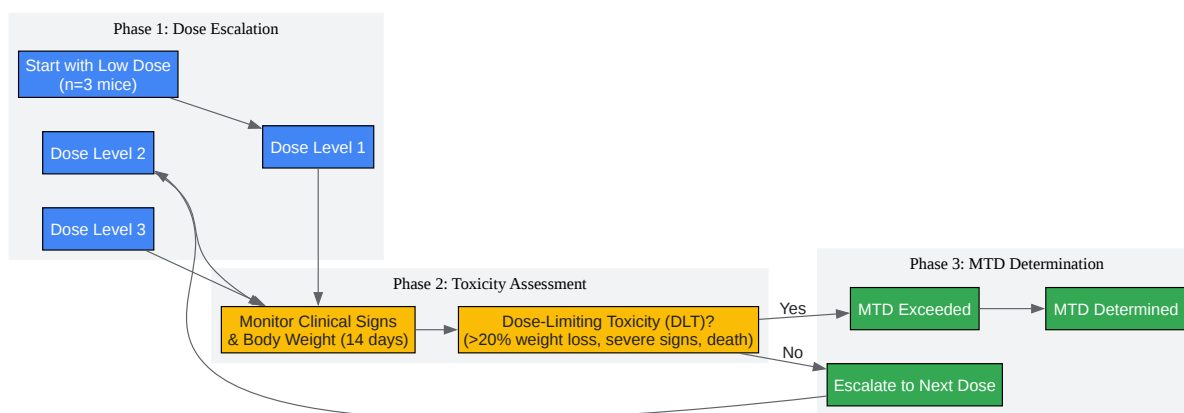 Phase 1: Dose Escalation
Start with Low Dose
(n=3 mice)
Dose Level 2
Dose Level 1
Dose Level 3
Phase 2: Toxicity Assessment
Monitor Clinical Signs
& Body Weight (14 days)
Dose-Limiting Toxicity (DLT)?
(>20% weight loss, severe signs, death)
Yes
No
Phase 3: MTD Determination
MTD Exceeded
MTD Determined
Escalate to Next Dose